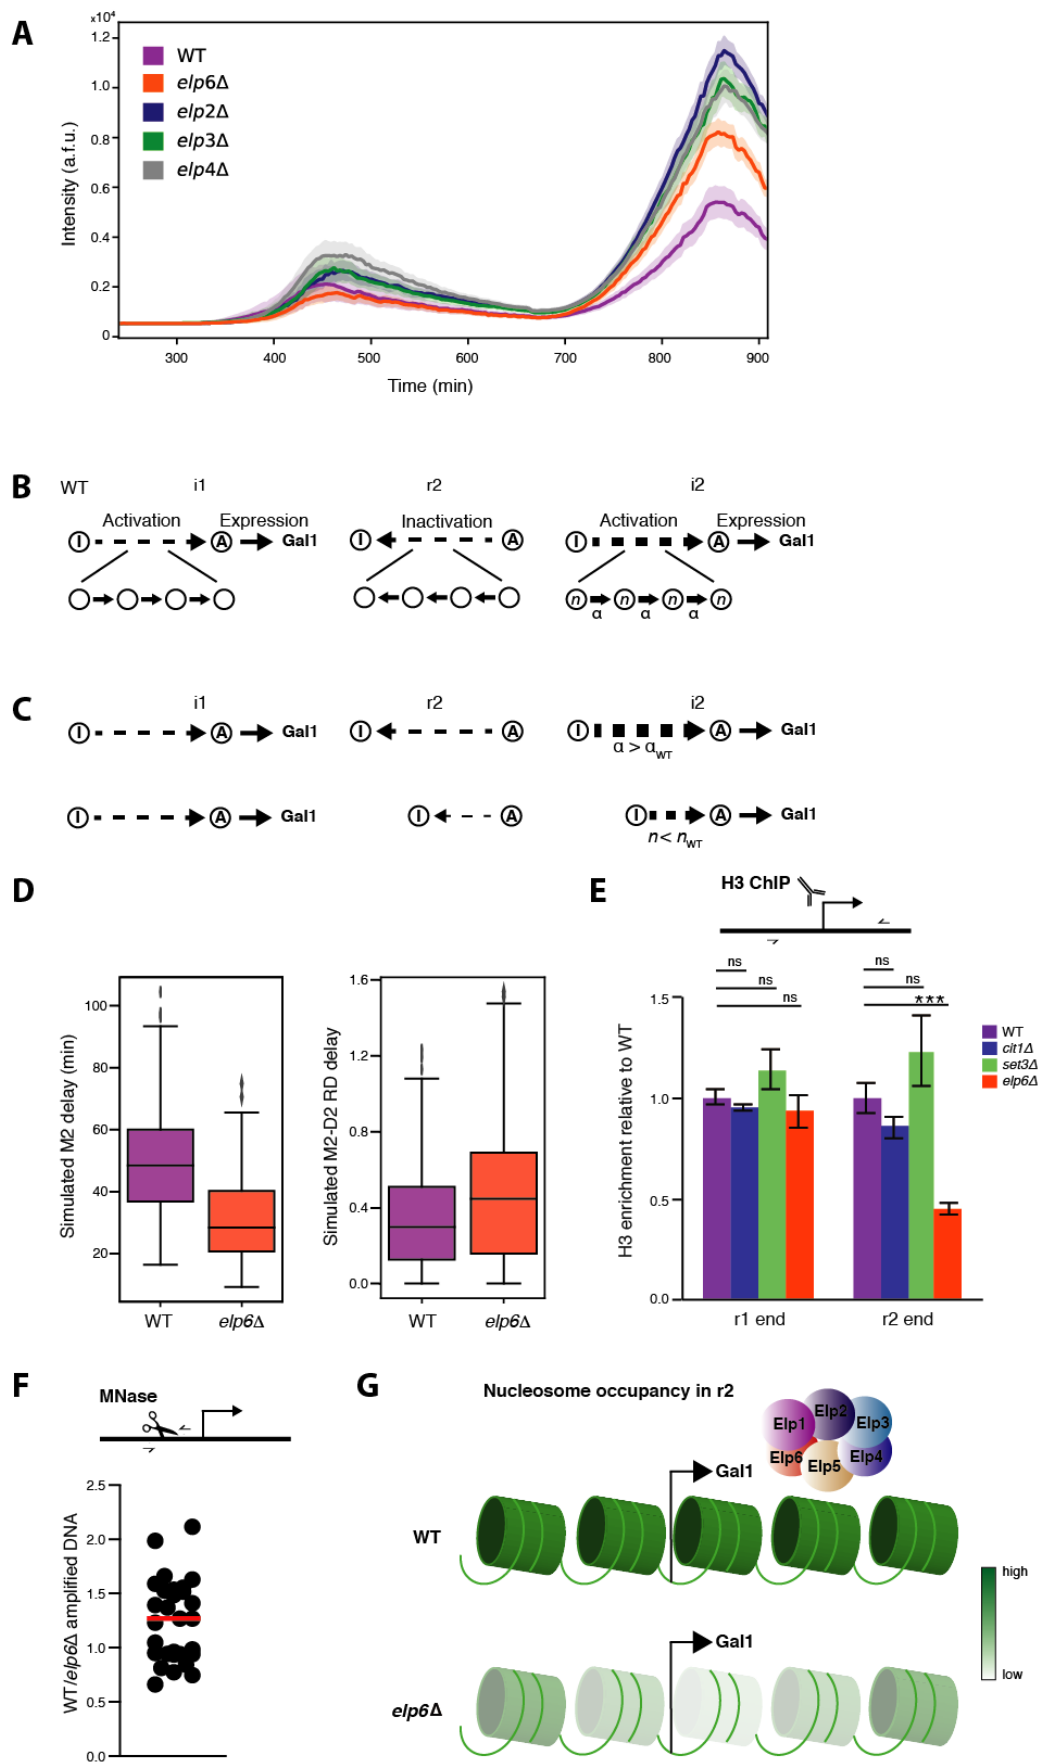 A
x10⁴
1.2
1.0
0.8
0.6
0.4
0.2
0
Intensity (a.f.u.)
WT
elp6Δ
elp2Δ
elp3Δ
elp4Δ
300 400 500 600 700 800 900
Time (min)
B
WT i1 r2 i2
Activation Expression Inactivation Activation Expression
I A Gal1 I A I A Gal1
n n n n
α α α
C
i1 r2 i2
I A Gal1 I A I A Gal1
α > αWT
I A Gal1 I A I A Gal1
n < nWT
D
Simulated M2 delay (min)
100
80
60
40
20
WT elp6Δ
Simulated M2-D2 RD delay
1.6
1.2
0.8
0.4
0.0
WT elp6Δ
E
H3 ChIP
ns ns
ns ns
ns ***
H3 enrichment relative to WT
1.5
1.0
0.5
0.0
r1 end r2 end
WT
cit1Δ
set3Δ
elp6Δ
F
MNase
WT/elp6Δ amplified DNA
2.5
2.0
1.5
1.0
0.5
0.0
G
Nucleosome occupancy in r2
Elp1 Elp2 Elp3
Elp6 Elp5 Elp4
Gal1
WT
Gal1
elp6Δ
high
low